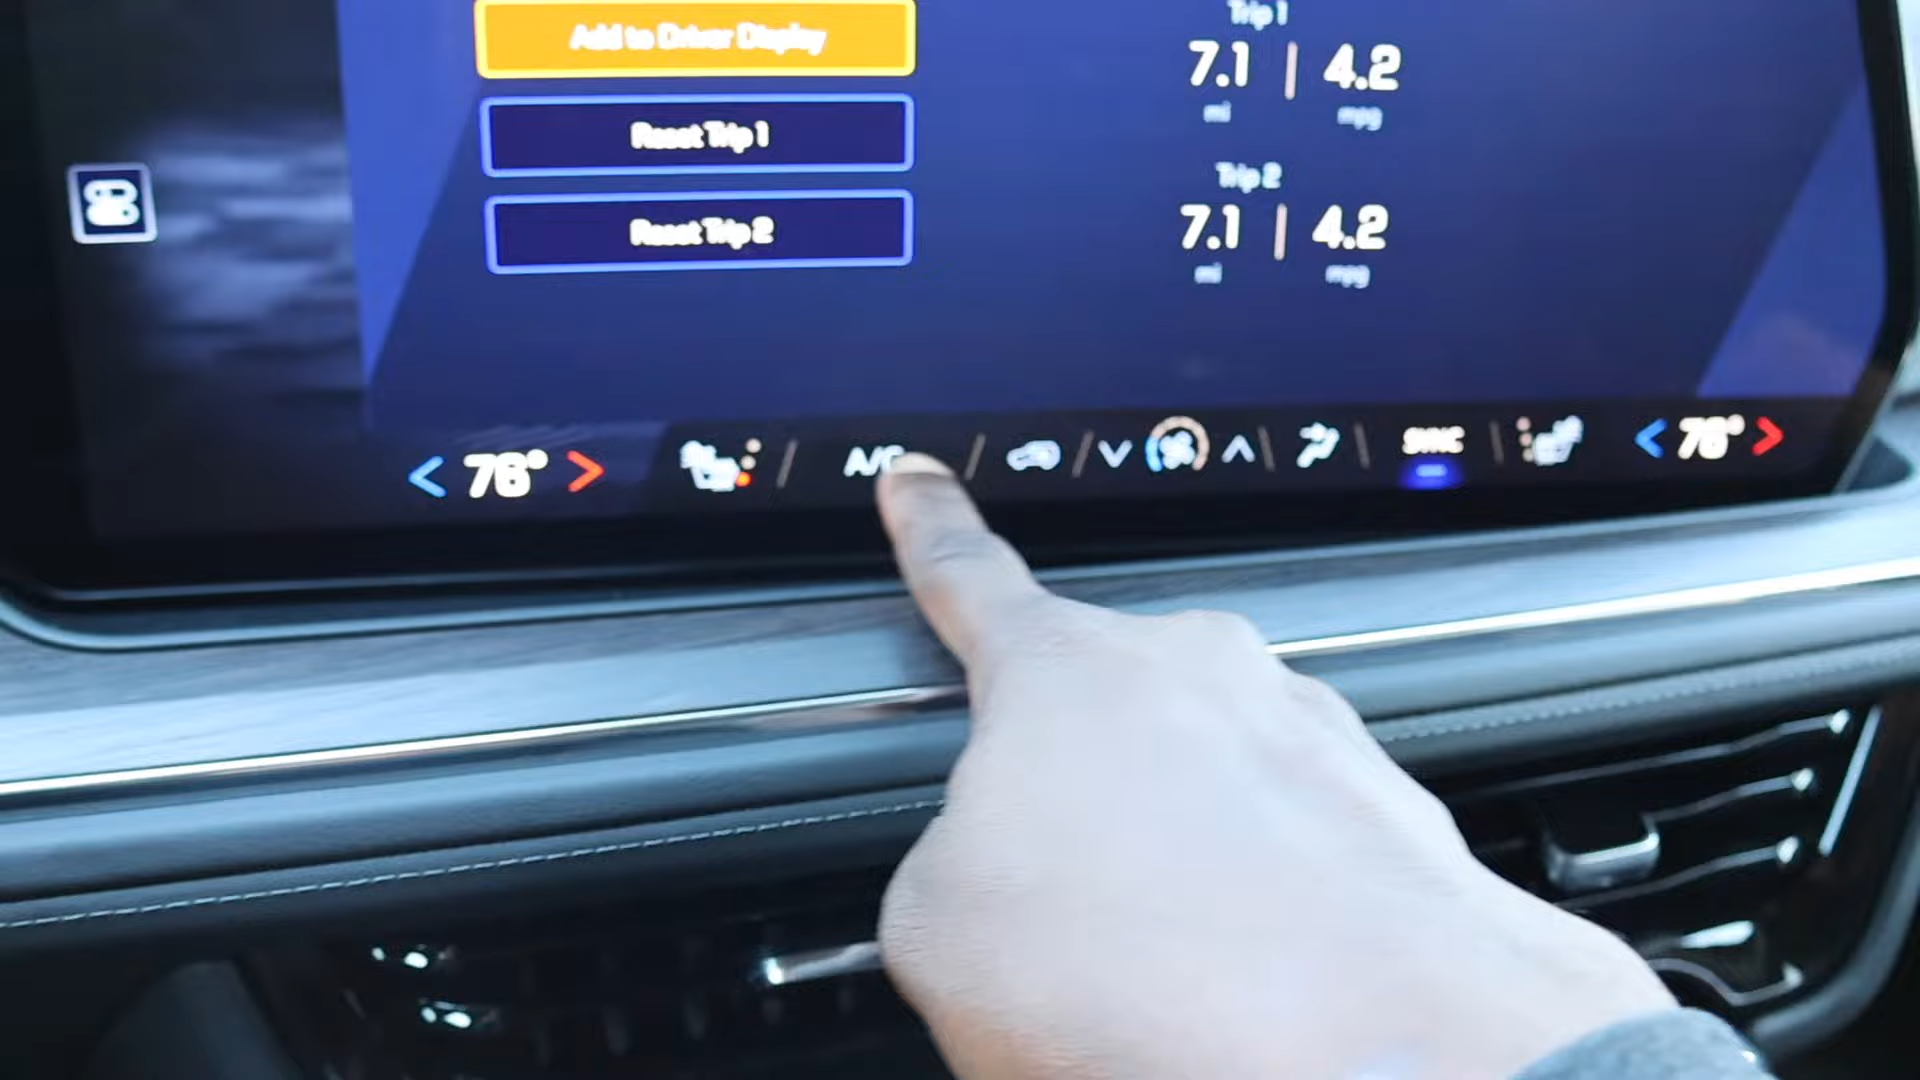 Add to Driver Display
Reset Trip 1
Reset Trip 2
Trip 1
7.1 | 4.2
mi mpg
Trip 2
7.1 | 4.2
mi mpg
76° A/C SYNC 76°